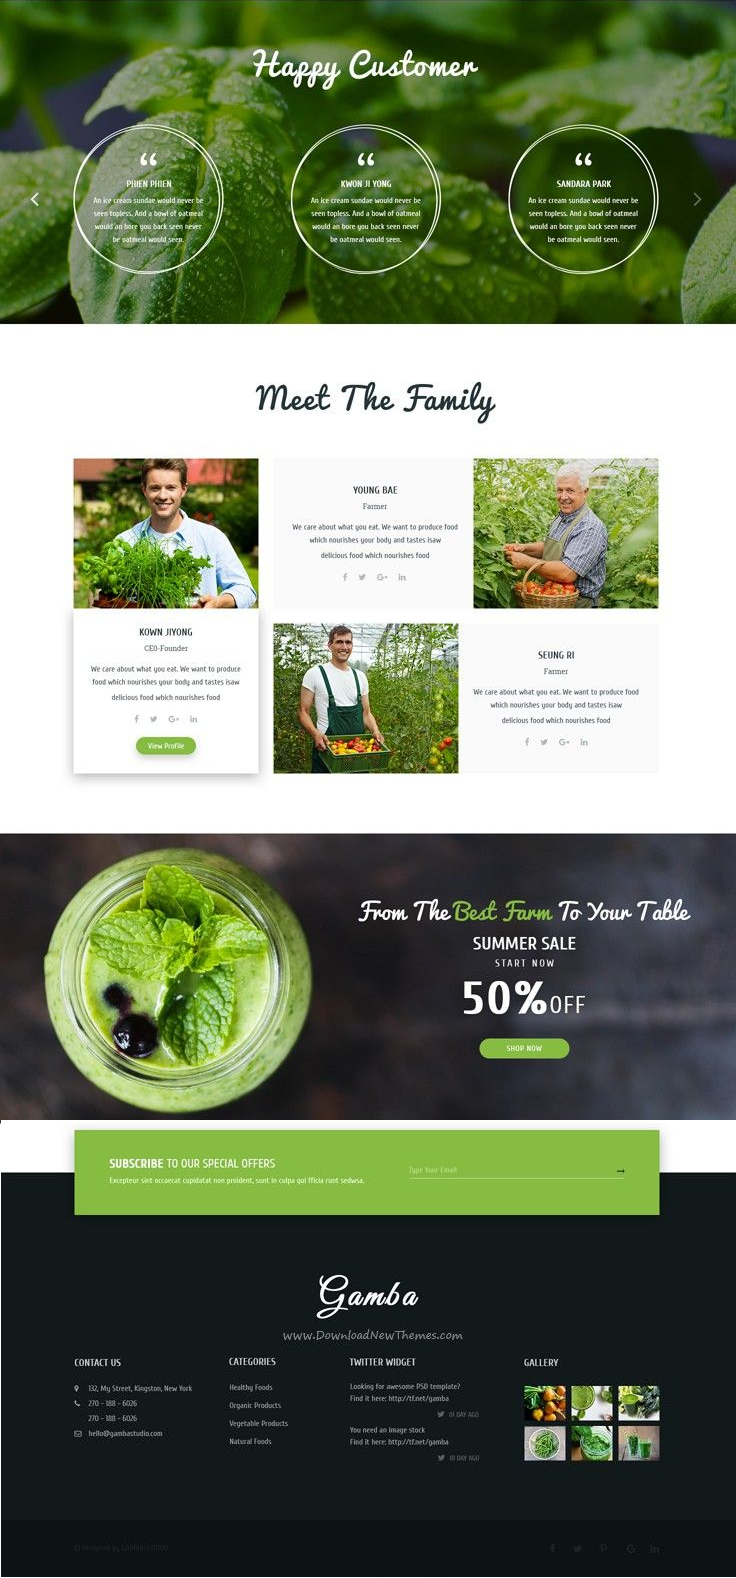 Happy Customer
“
PHIEN PHIEN
An ice cream sundae would never be
seen topless. And a bowl of oatmeal
would an bore you back seen never
be oatmeal would seen.
“
KWON JI YONG
An ice cream sundae would never be
seen topless. And a bowl of oatmeal
would an bore you back seen never
be oatmeal would seen.
“
SANDARA PARK
An ice cream sundae would never be
seen topless. And a bowl of oatmeal
would an bore you back seen never
be oatmeal would seen.
Meet The Family
KOWN JIYONG
CEO-Founder
We care about what you eat. We want to produce
food which nourishes your body and tastes isaw
delicious food which nourishes food
View Profile
YOUNG BAE
Farmer
We care about what you eat. We want to produce food
which nourishes your body and tastes isaw
delicious food which nourishes food
SEUNG RI
Farmer
We care about what you eat. We want to produce food
which nourishes your body and tastes isaw
delicious food which nourishes food
From The Best Farm To Your Table
SUMMER SALE
START NOW
50% OFF
SHOP NOW
SUBSCRIBE TO OUR SPECIAL OFFERS
Excepteur sint occaecat cupidatat non proident, sunt in culpa qui fficia runt sedwsa.
Type Your Email
Gamba
www.DownloadNewThemes.com
CONTACT US
132, My Street, Kingston, New York
270 - 188 - 6026
270 - 188 - 6026
hello@gambastudio.com
CATEGORIES
Healthy Foods
Organic Products
Vegetable Products
Natural Foods
TWITTER WIDGET
Looking for awesome PSD template?
Find it here: http://tf.net/gamba
01 DAY AGO
You need an image stock
Find it here: http://tf.net/gamba
01 DAY AGO
GALLERY